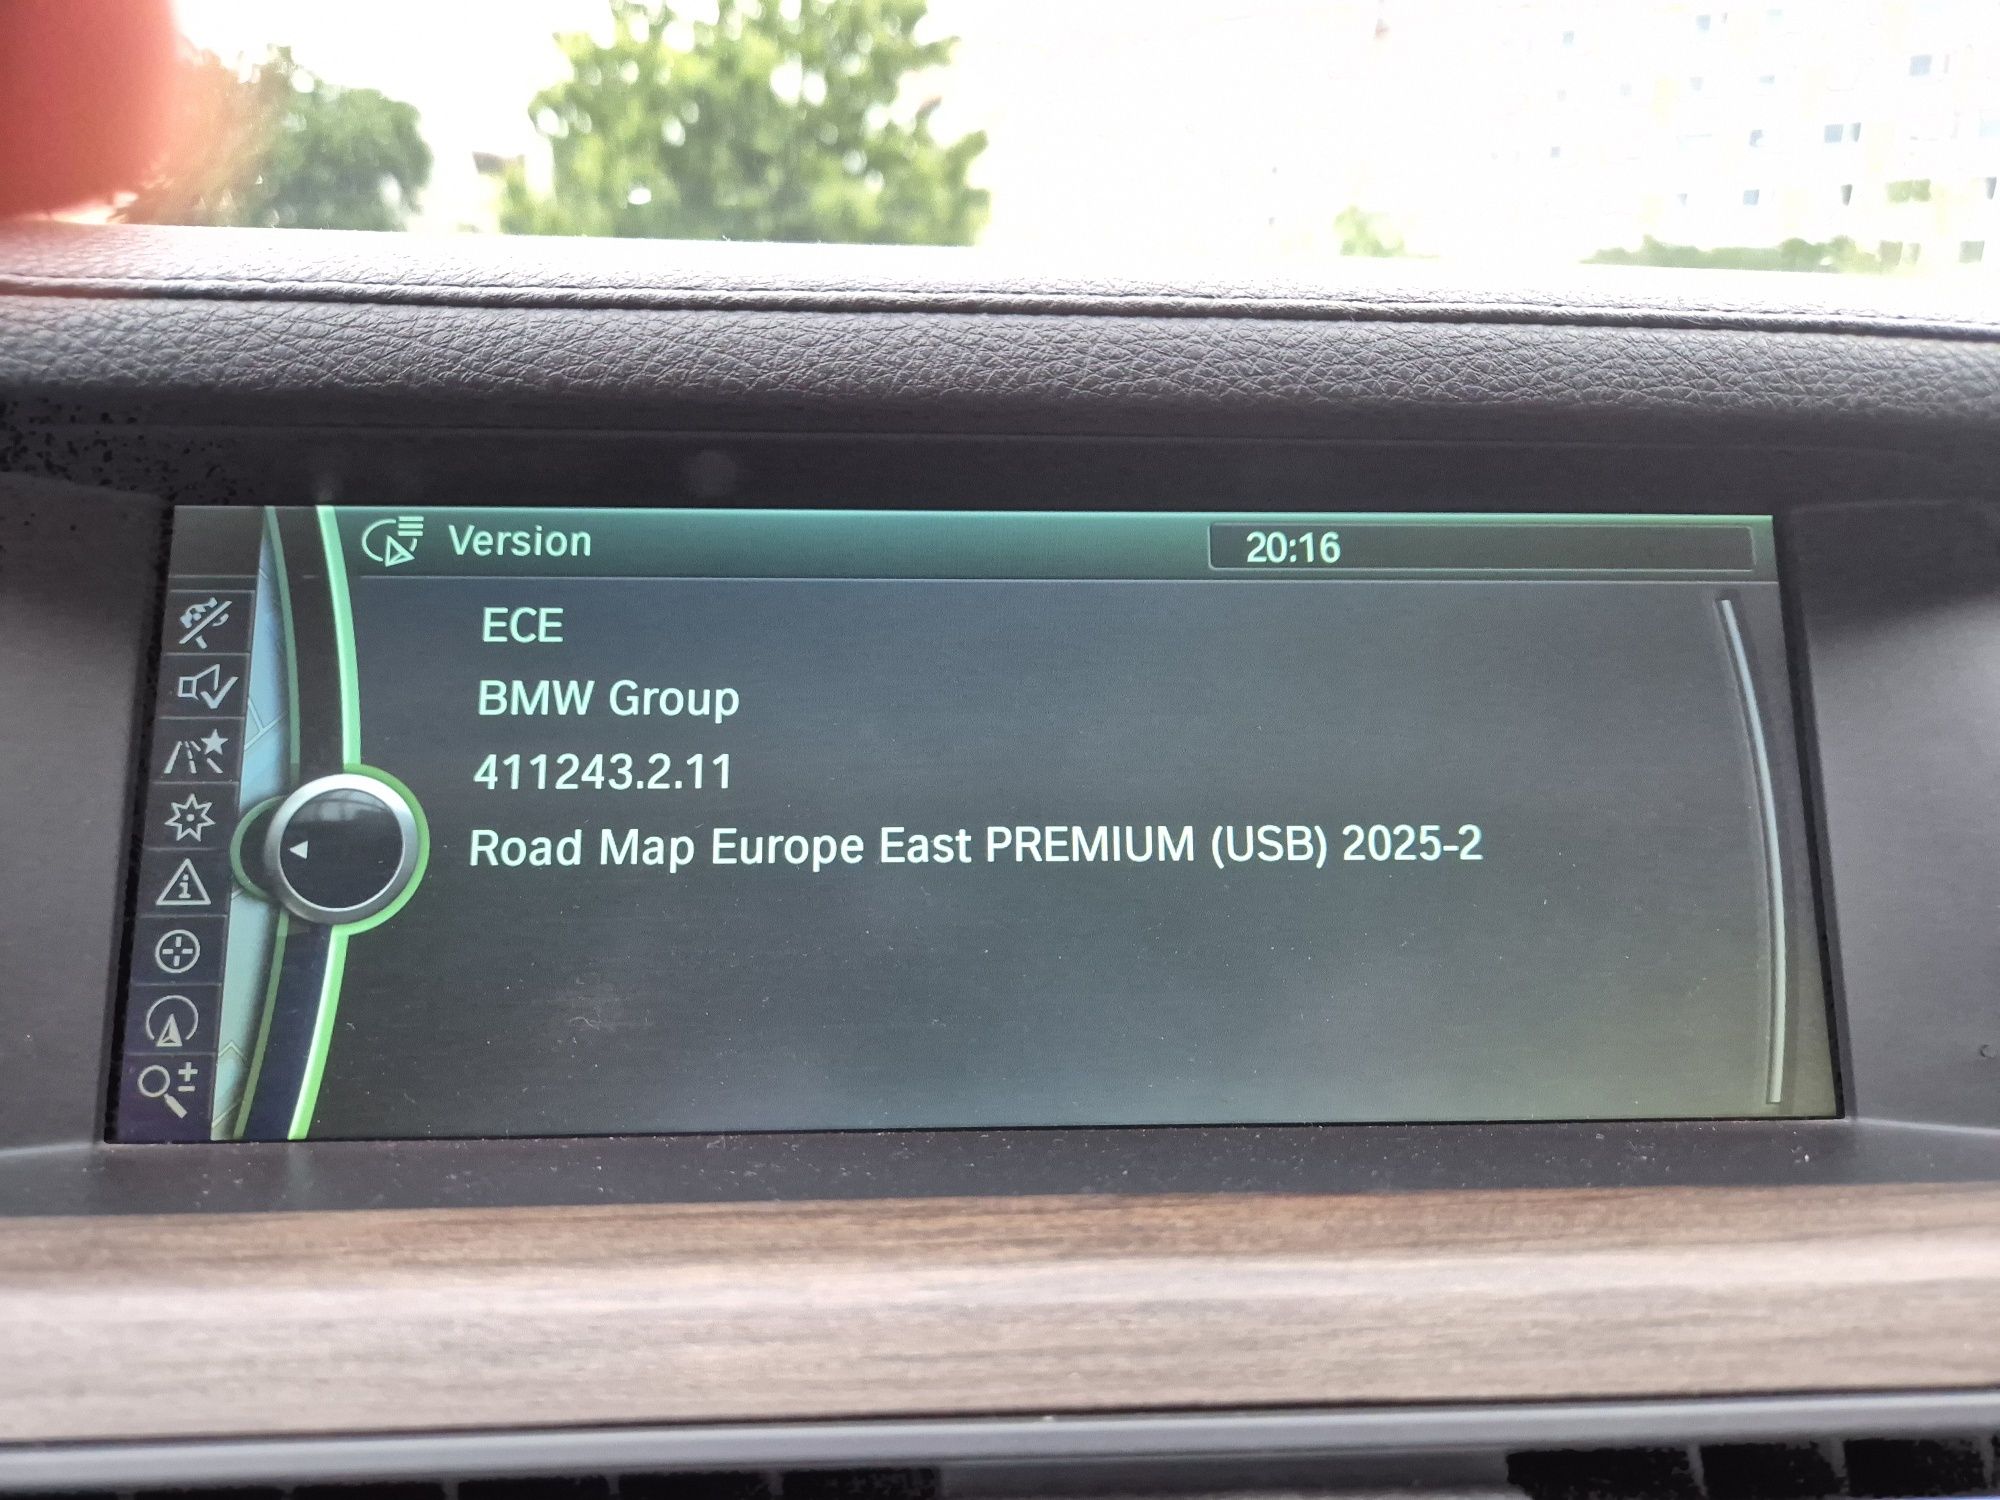 Version
20:16
ECE
BMW Group
411243.2.11
Road Map Europe East PREMIUM (USB) 2025-2